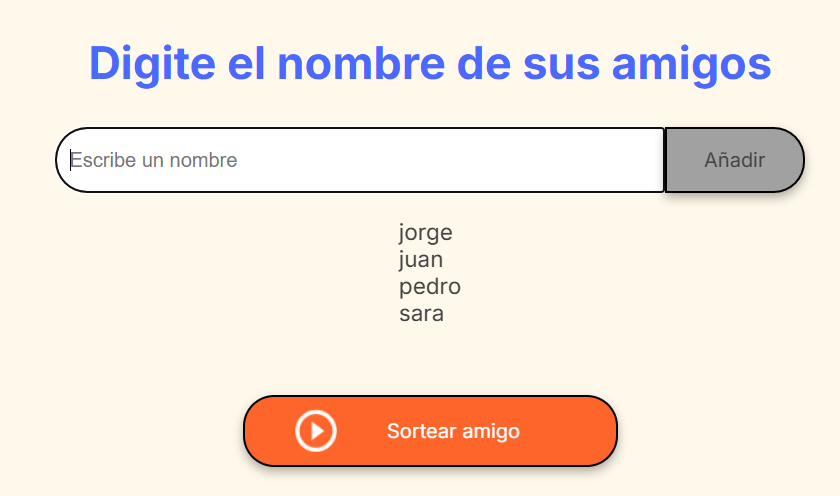 Digite el nombre de sus amigos
Escribe un nombre
Añadir
jorge
juan
pedro
sara
Sortear amigo